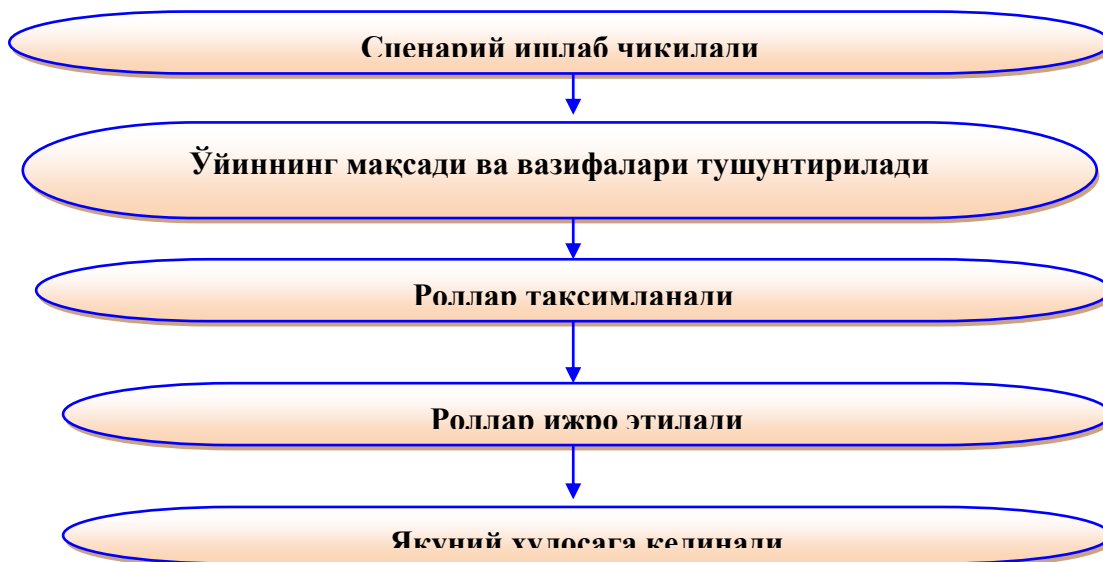 Сценарий ишлаб чиқилади
Ўйиннинг мақсади ва вазифалари тушунтирилади
Роллар тақсимланади
Роллар ижро этилади
Якуний хулосага келинади